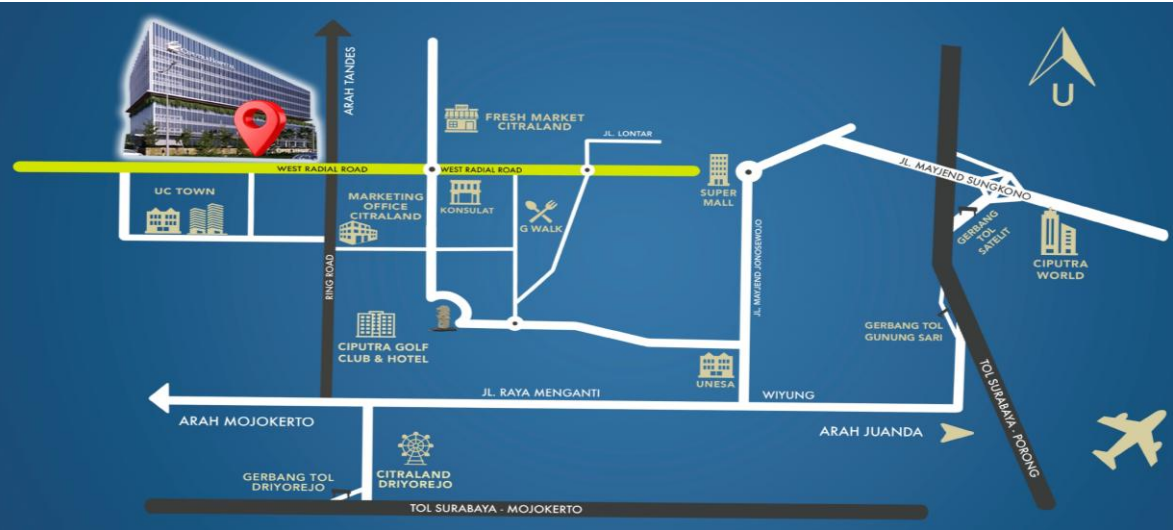 ARAH TANDES
U
FRESH MARKET
CITRALAND
JL. LONTAR
WEST RADIAL ROAD
WEST RADIAL ROAD
JL. MAYJEND SUNGKONO
UC TOWN
MARKETING
OFFICE
CITRALAND
KONSULAT
G WALK
SUPER
MALL
GERBANG
TOL
SATELIT
CIPUTRA
WORLD
RING ROAD
JL. MAYJEND JONOSEWOJO
GERBANG TOL
GUNUNG SARI
CIPUTRA GOLF
CLUB & HOTEL
UNESA
TOL SURABAYA - PORONG
JL. RAYA MENGANTI
WIYUNG
ARAH MOJOKERTO
ARAH JUANDA
GERBANG TOL
DRIYOREJO
CITRALAND
DRIYOREJO
TOL SURABAYA - MOJOKERTO